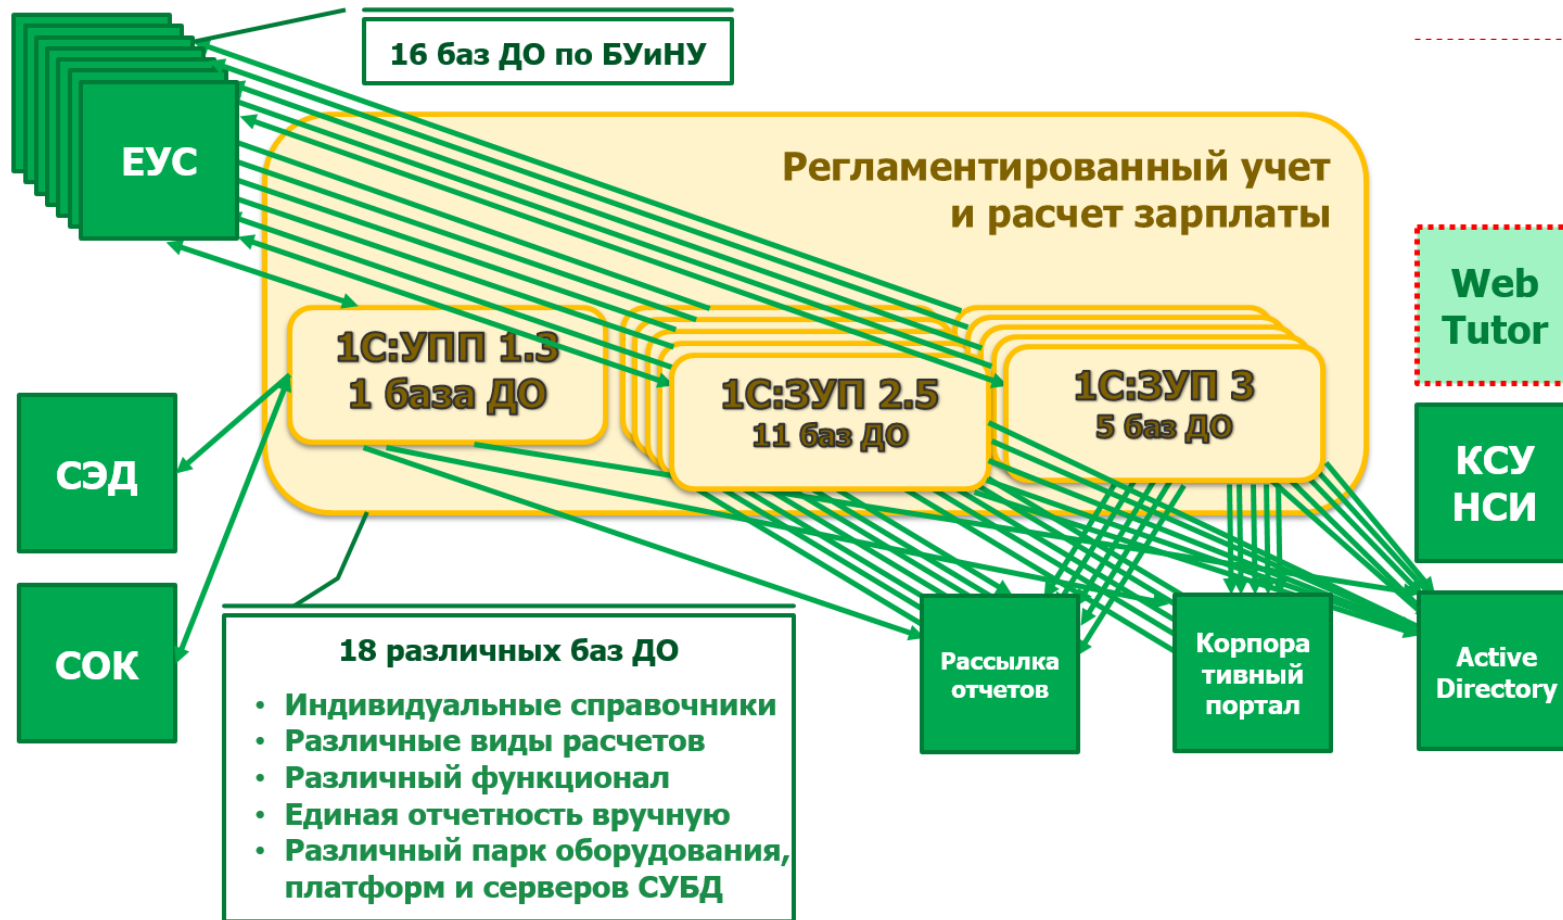 16 баз ДО по БУиНУ
ЕУС
Регламентированный учет
и расчет зарплаты
Web
Tutor
1С:УПП 1.3
1 база ДО
1С:ЗУП 2.5
11 баз ДО
1С:ЗУП 3
5 баз ДО
СЭД
КСУ
НСИ
СОК
18 различных баз ДО
• Индивидуальные справочники
• Различные виды расчетов
• Различный функционал
• Единая отчетность вручную
• Различный парк оборудования,
платформ и серверов СУБД
Рассылка
отчетов
Корпора
тивный
портал
Active
Directory